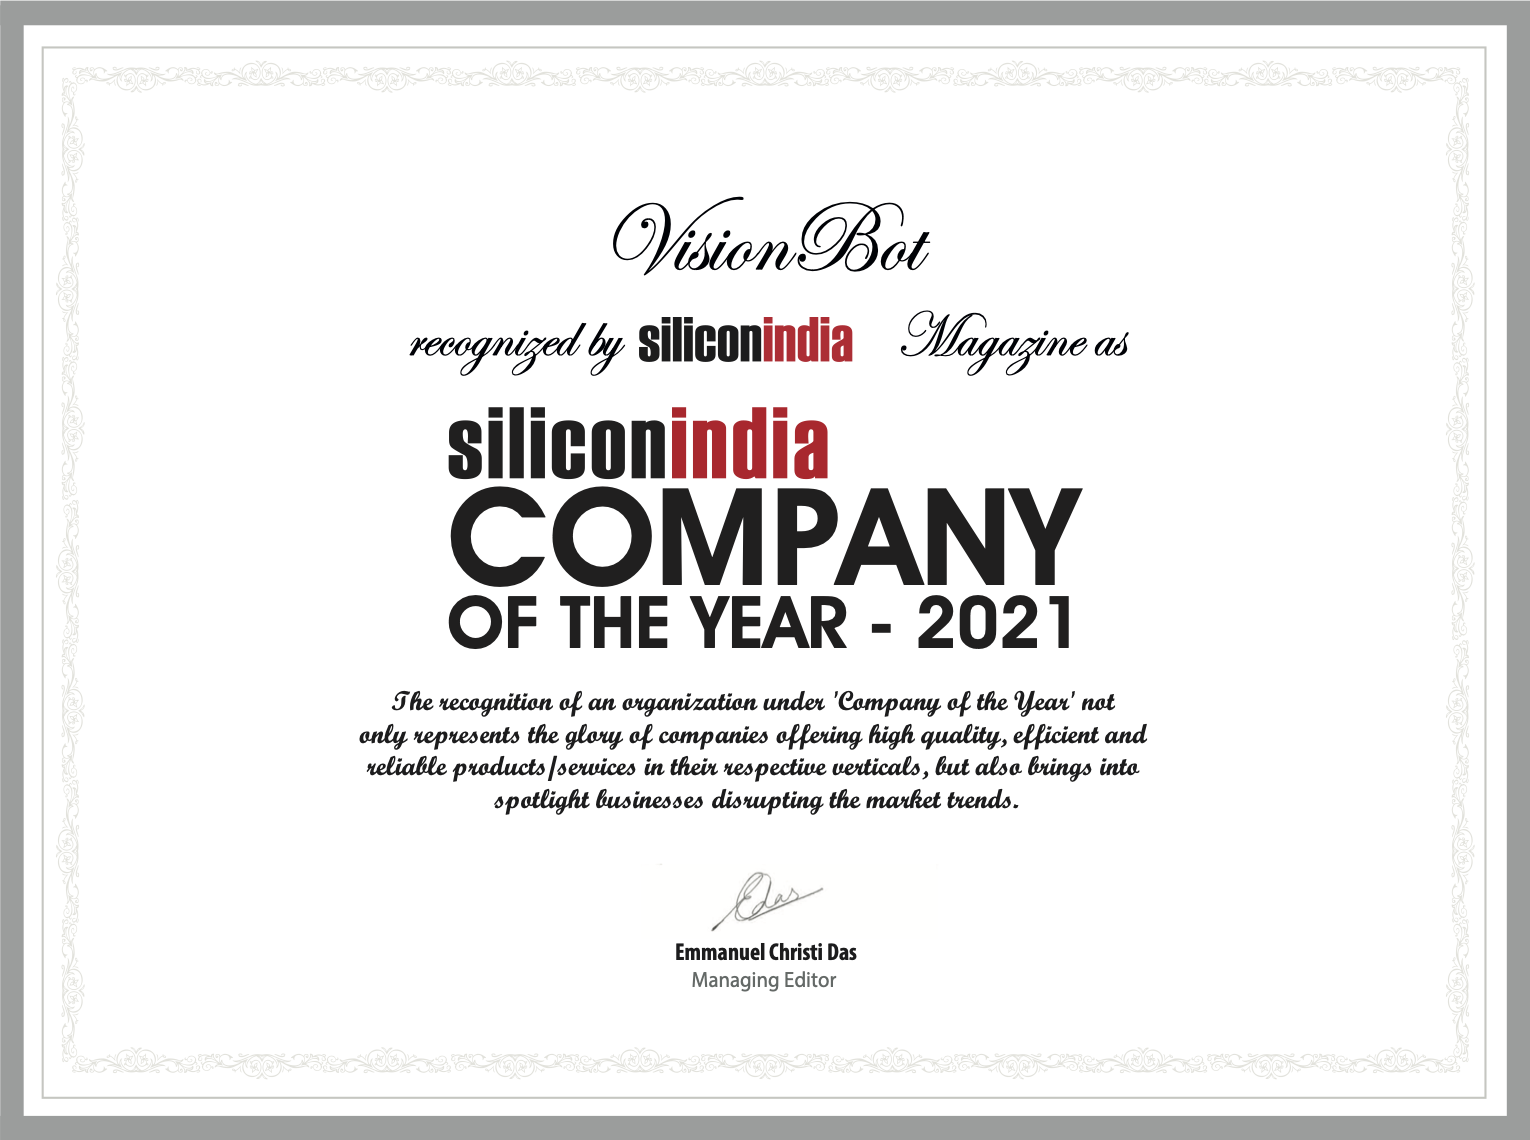 VisionBot
recognized by siliconindia Magazine as
siliconindia
COMPANY
OF THE YEAR - 2021
The recognition of an organization under 'Company of the Year' not
only represents the glory of companies offering high quality, efficient and
reliable products/services in their respective verticals, but also brings into
spotlight businesses disrupting the market trends.
EDas
Emmanuel Christi Das
Managing Editor